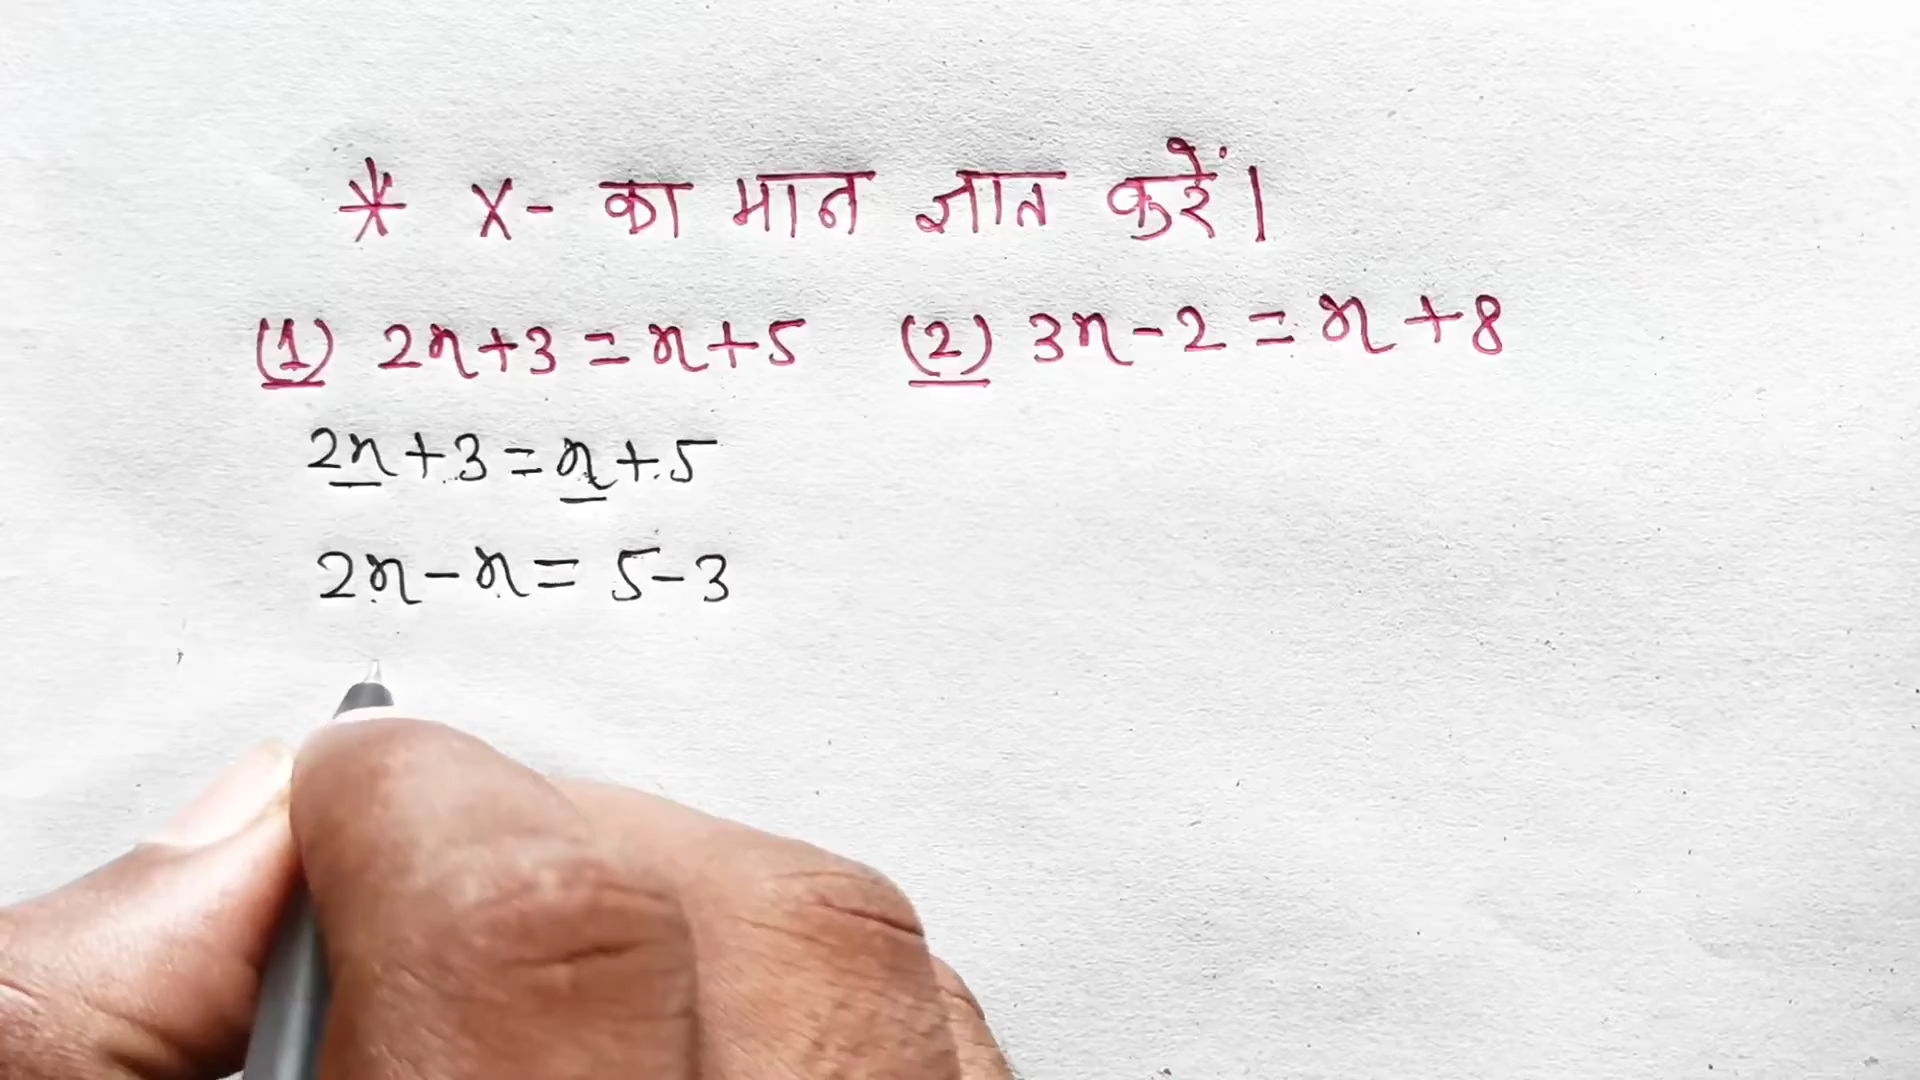 * X- का मान ज्ञात करें।
(1) 2x+3=x+5 (2) 3x-2=x+8
2x+3=x+5
2x-x=5-3